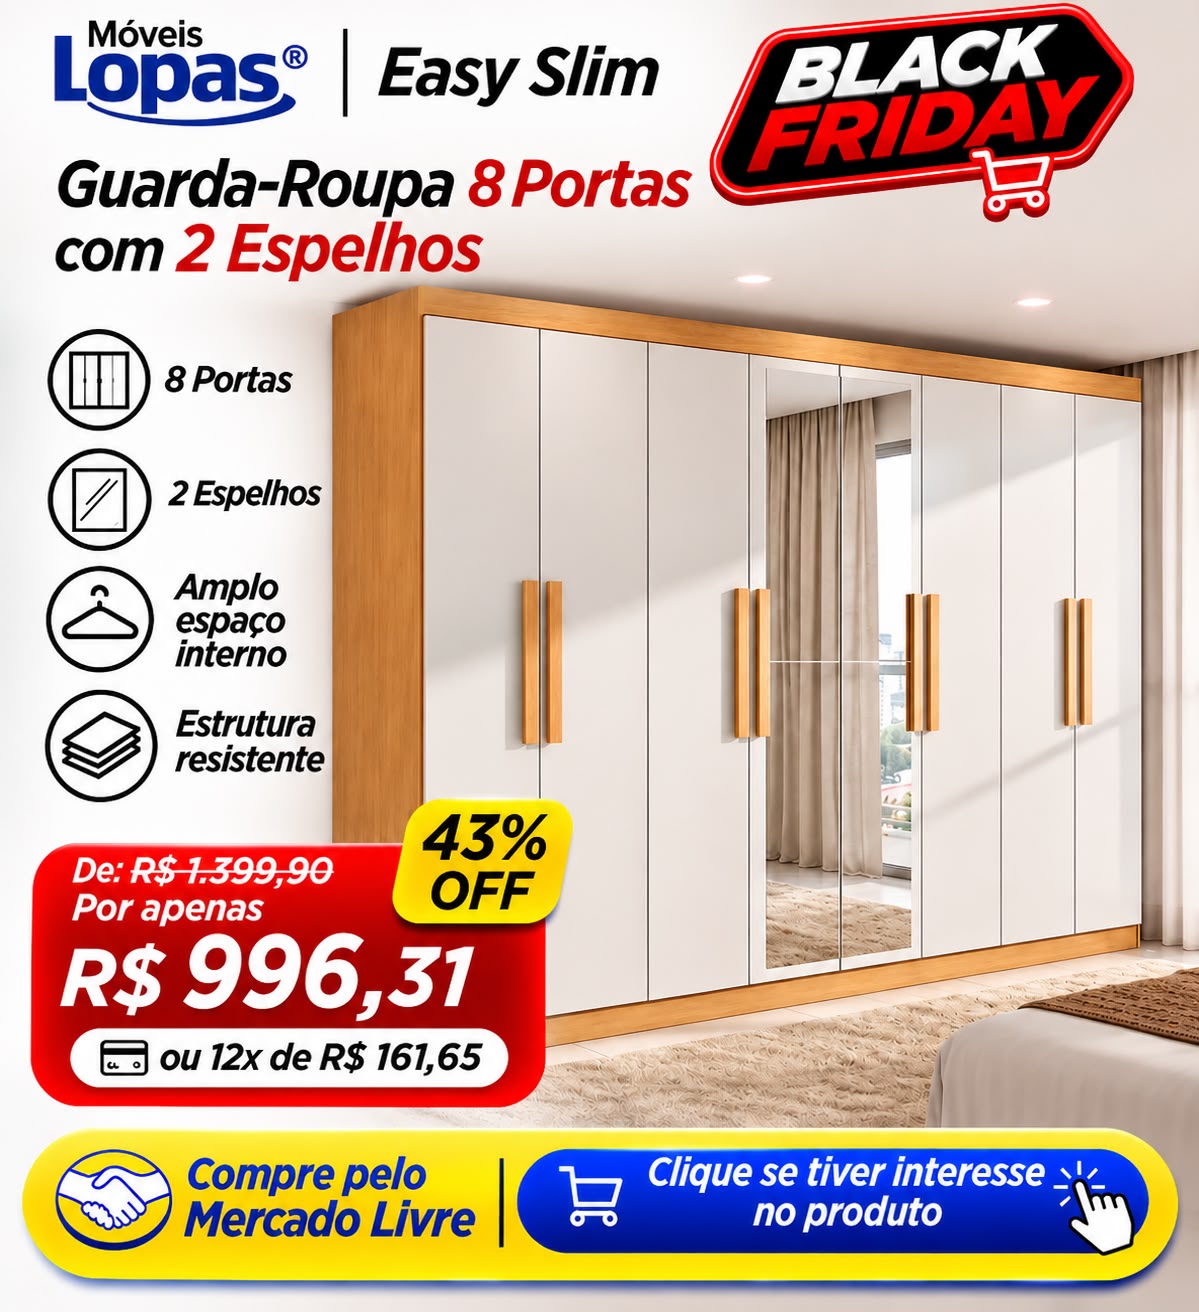 Móveis
Lopas®
Easy Slim
BLACK
FRIDAY
Guarda-Roupa 8 Portas
com 2 Espelhos
8 Portas
2 Espelhos
Amplo
espaço
interno
Estrutura
resistente
43%
OFF
De: R$ 1.399,90
Por apenas
R$ 996,31
ou 12x de R$ 161,65
Compre pelo
Mercado Livre
Clique se tiver interesse
no produto